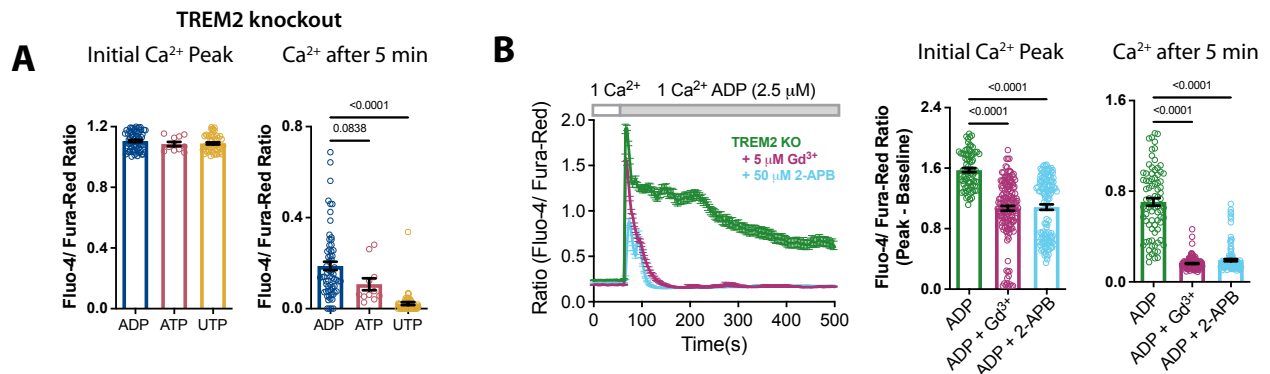 TREM2 knockout
A
Initial Ca²⁺ Peak
Ca²⁺ after 5 min
Fluo-4/ Fura-Red Ratio
1.2
0.6
0.0
ADP
ATP
UTP
Fluo-4/ Fura-Red Ratio
0.8
0.4
0.0
<0.0001
0.0838
ADP
ATP
UTP
B
1 Ca²⁺
1 Ca²⁺ ADP (2.5 μM)
Ratio (Fluo-4/ Fura-Red)
2.0
1.5
1.0
0.5
0.0
TREM2 KO
+ 5 μM Gd³⁺
+ 50 μM 2-APB
0
100
200
300
400
500
Time(s)
Initial Ca²⁺ Peak
Fluo-4/ Fura-Red Ratio
(Peak - Baseline)
2.4
1.8
1.2
0.6
0.0
<0.0001
<0.0001
ADP
ADP + Gd³⁺
ADP + 2-APB
Ca²⁺ after 5 min
1.6
1.2
0.8
0.4
0.0
<0.0001
<0.0001
ADP
ADP + Gd³⁺
ADP + 2-APB